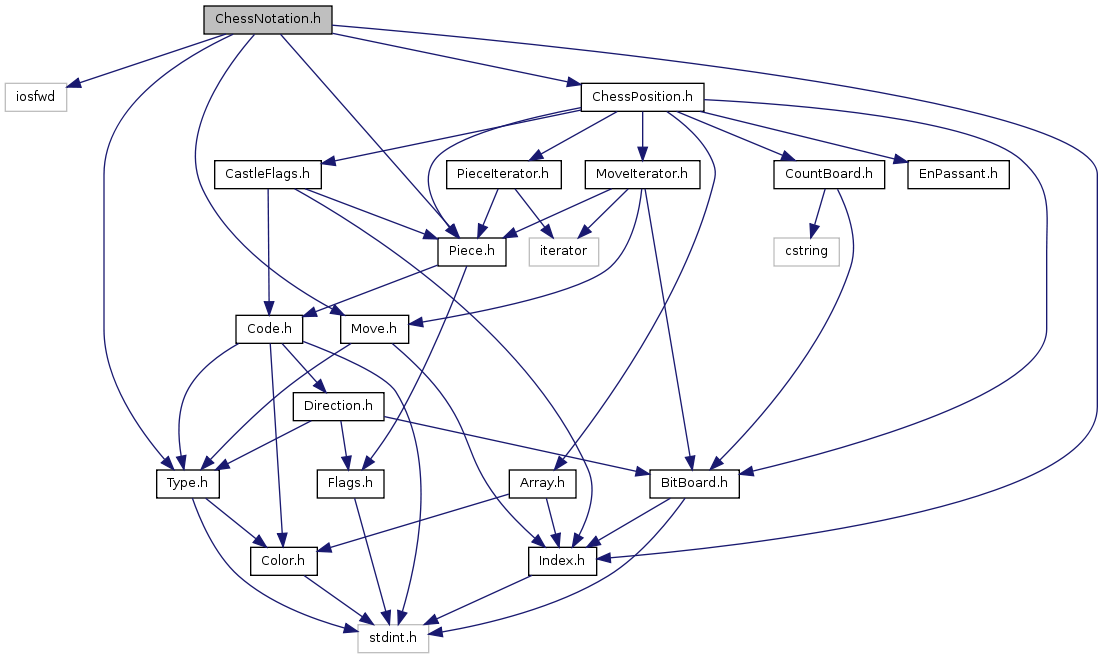 ChessNotation.h
iosfwd
ChessPosition.h
CastleFlags.h
PieceIterator.h
MoveIterator.h
CountBoard.h
EnPassant.h
Piece.h
iterator
cstring
Code.h
Move.h
Direction.h
Type.h
Flags.h
Array.h
BitBoard.h
Color.h
Index.h
stdint.h